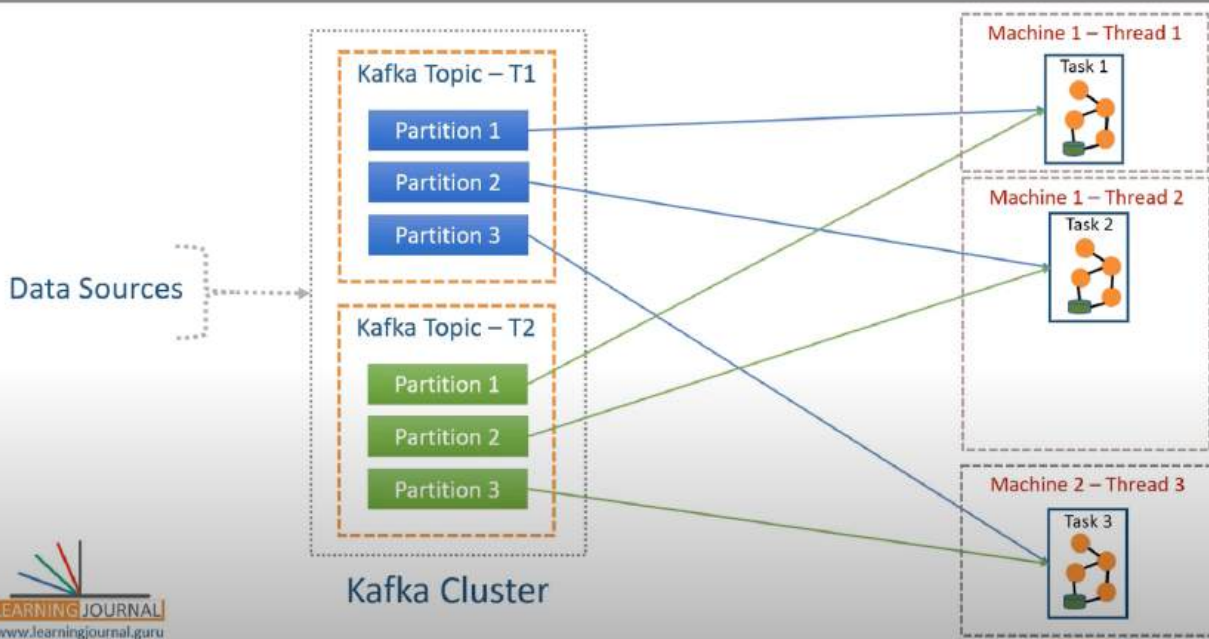 Data Sources
Kafka Topic – T1
Partition 1
Partition 2
Partition 3
Kafka Topic – T2
Partition 1
Partition 2
Partition 3
Kafka Cluster
Machine 1 – Thread 1
Task 1
Machine 1 – Thread 2
Task 2
Machine 2 – Thread 3
Task 3
LEARNING JOURNAL
www.learningjournal.guru